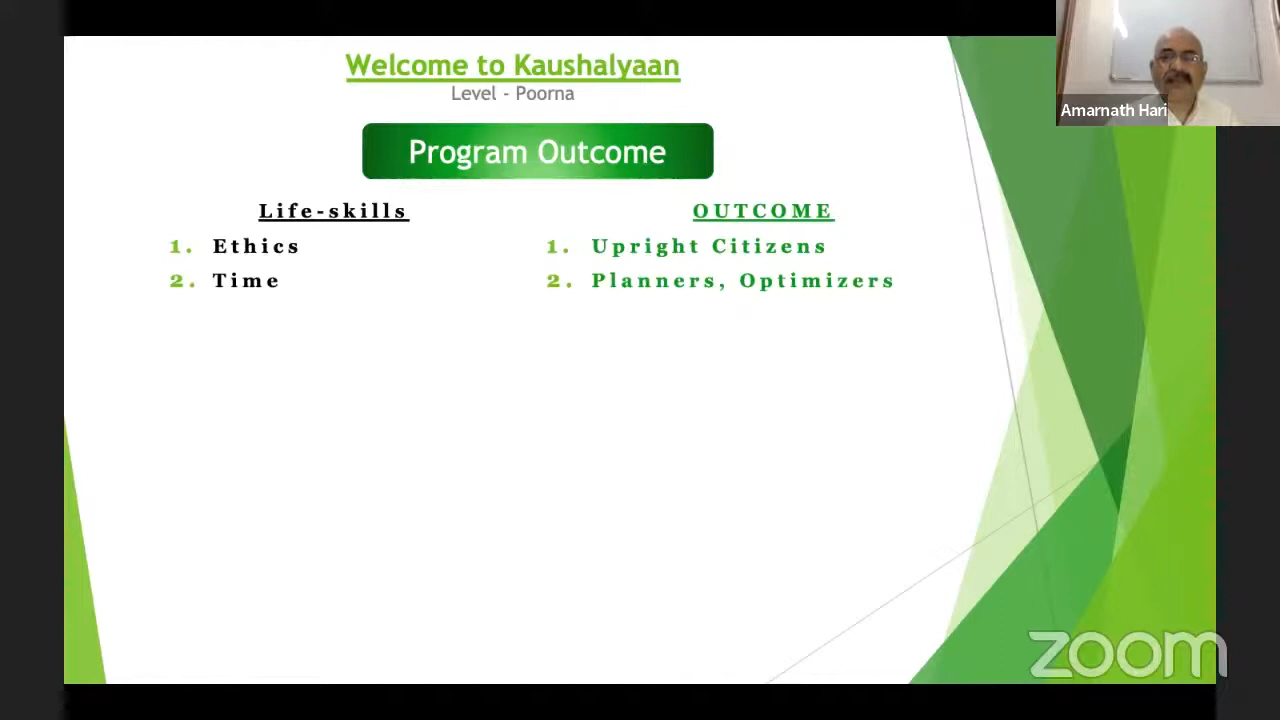 Welcome to Kaushalyaan
Level - Poorna
Amarnath Hari
Program Outcome
Life-skills
1. Ethics
2. Time
OUTCOME
1. Upright Citizens
2. Planners, Optimizers
zoom